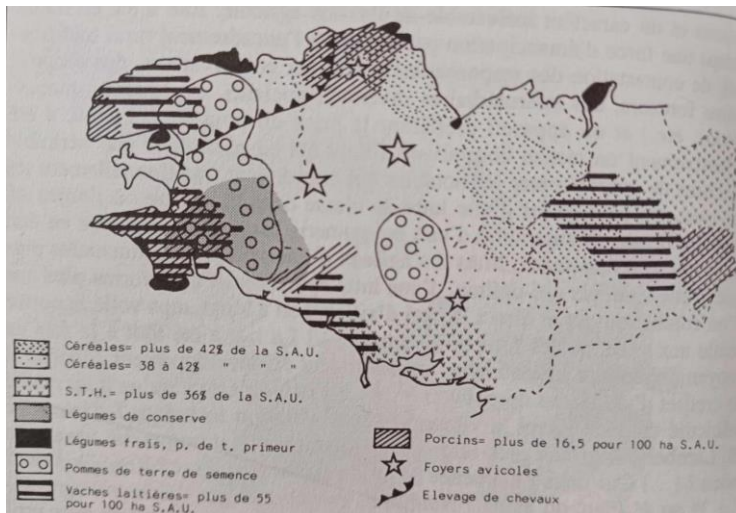 Céréales= plus de 42% de la S.A.U.
Céréales= 38 à 42% " " "
S.T.H.= plus de 36% de la S.A.U.
Légumes de conserve
Légumes frais, p. de t. primeur
Pommes de terre de semence
Vaches laitières= plus de 55
pour 100 ha S.A.U.
Porcins= plus de 16,5 pour 100 ha S.A.U.
Foyers avicoles
Elevage de chevaux